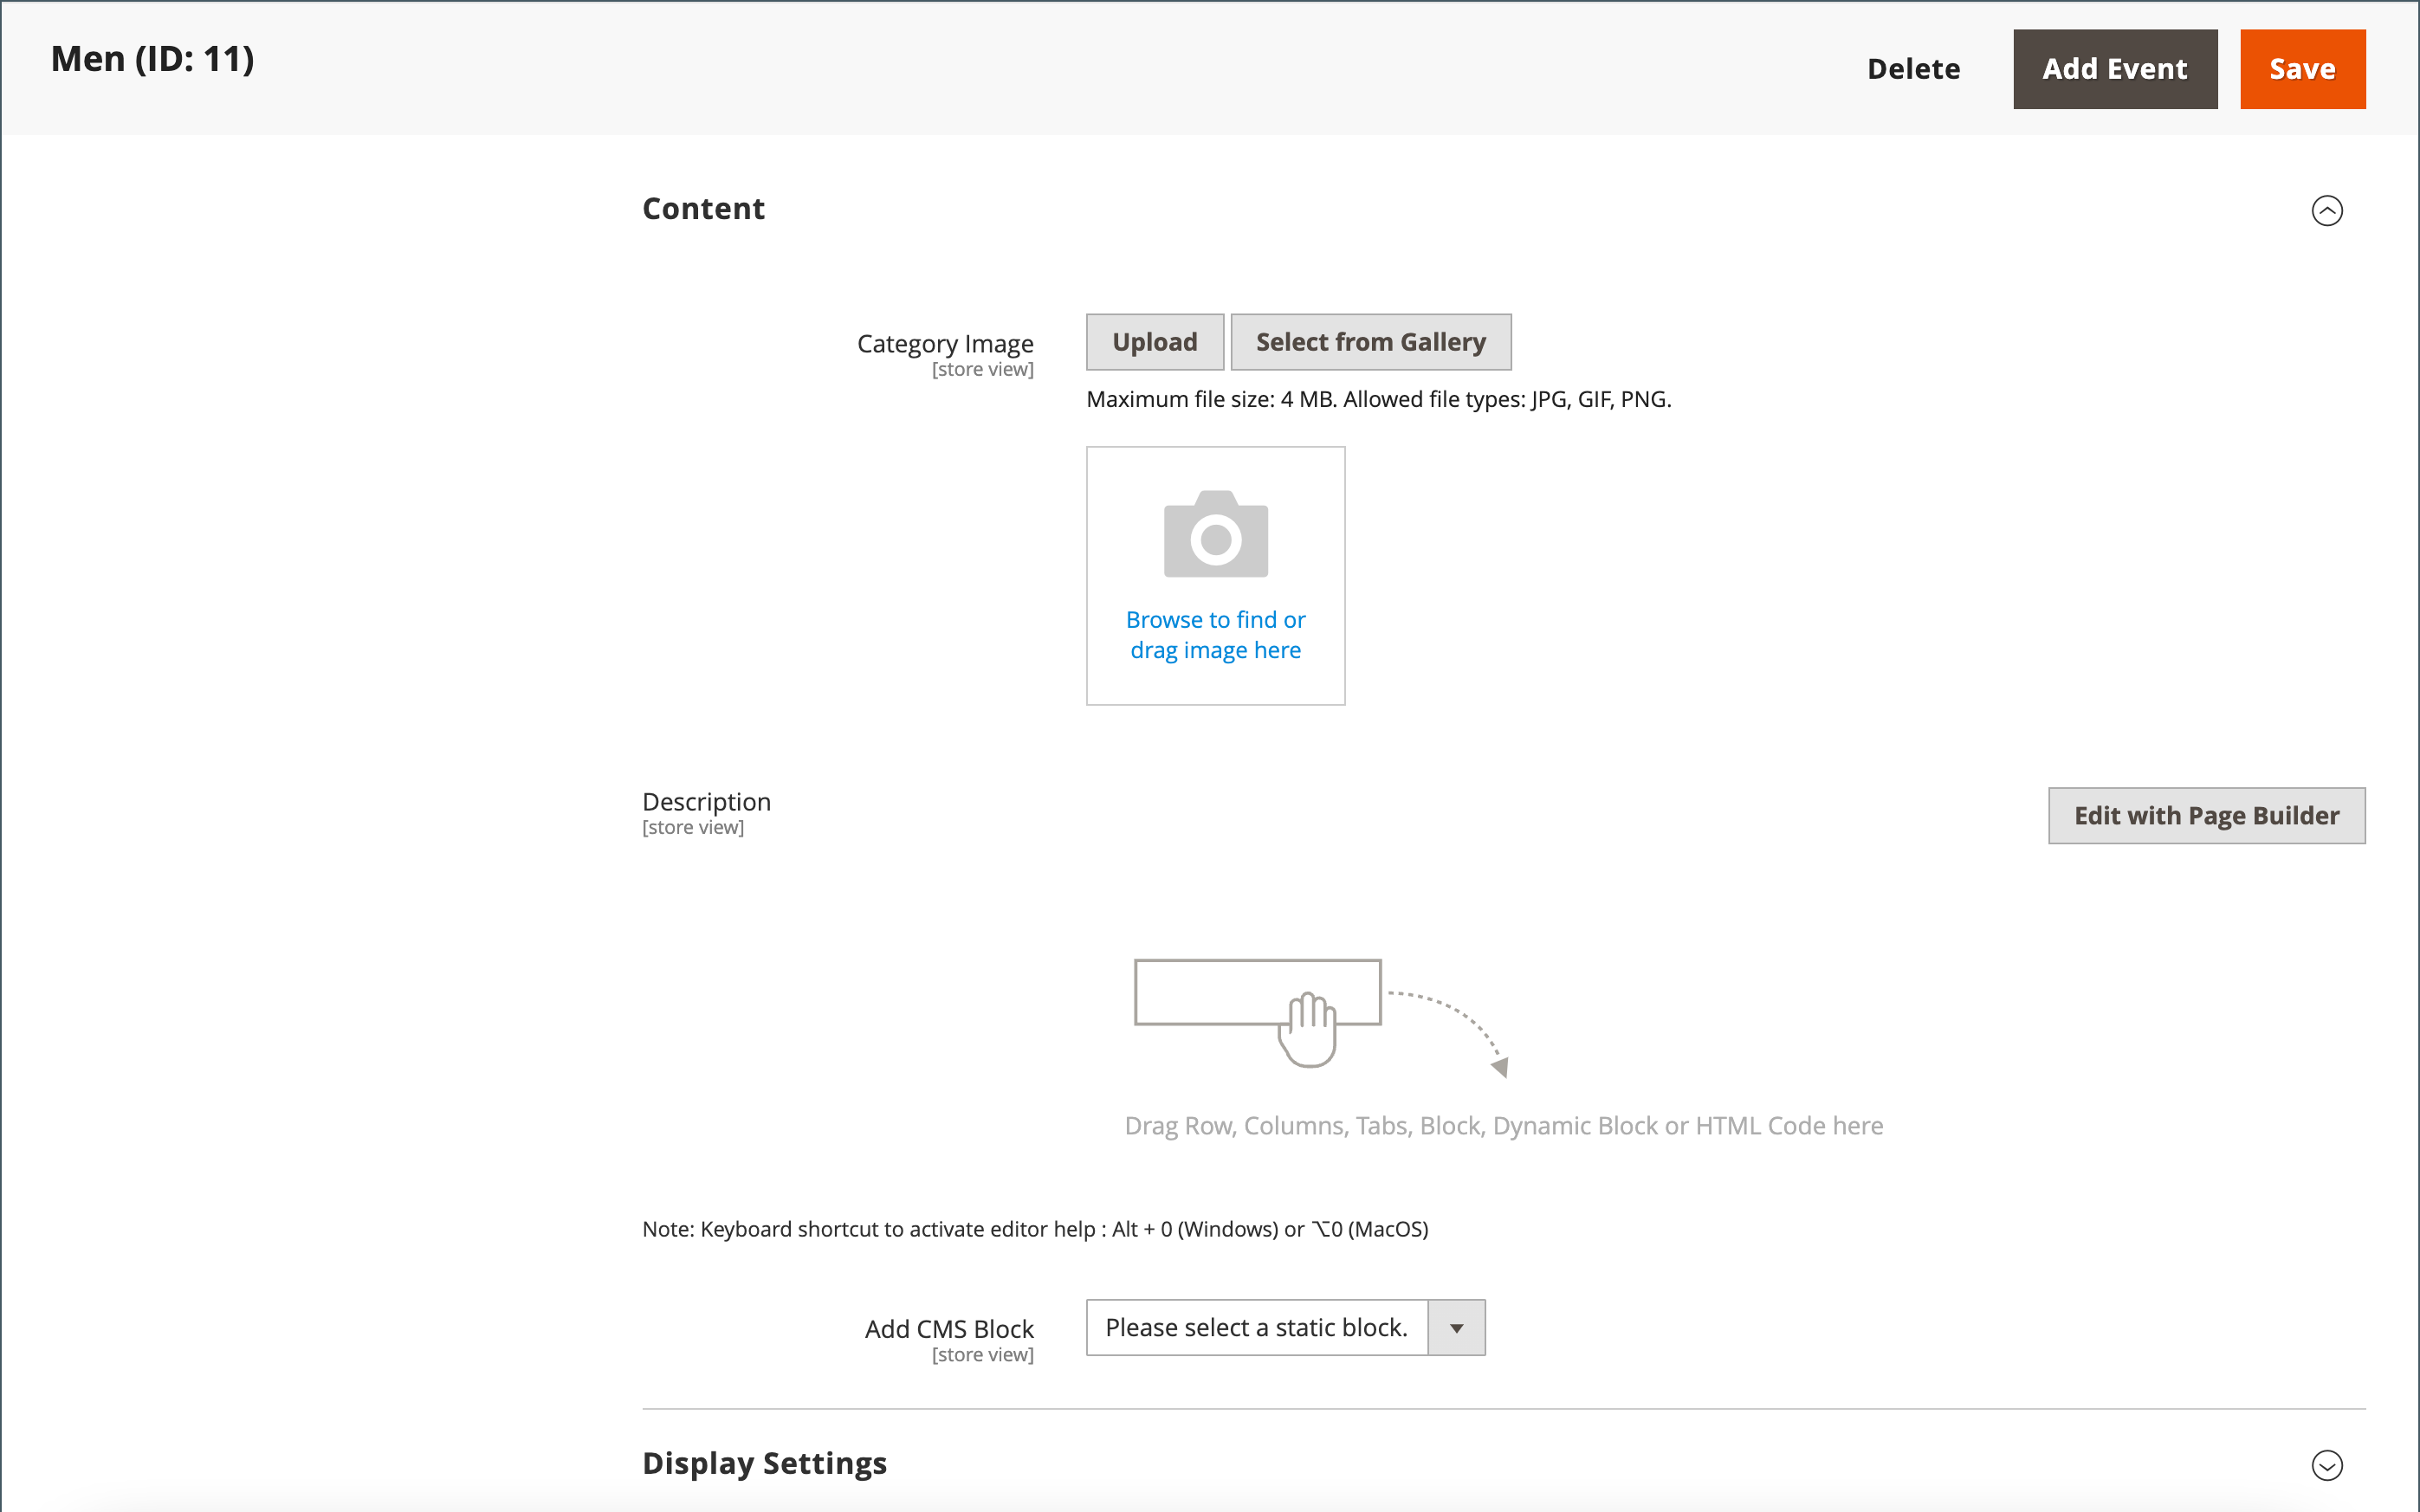 Men (ID: 11)
Delete
Add Event
Save
Content
Category Image
[store view]
Upload
Select from Gallery
Maximum file size: 4 MB. Allowed file types: JPG, GIF, PNG.
Browse to find or
drag image here
Description
[store view]
Edit with Page Builder
Drag Row, Columns, Tabs, Block, Dynamic Block or HTML Code here
Note: Keyboard shortcut to activate editor help : Alt + 0 (Windows) or ⌥0 (MacOS)
Add CMS Block
[store view]
Please select a static block.
Display Settings